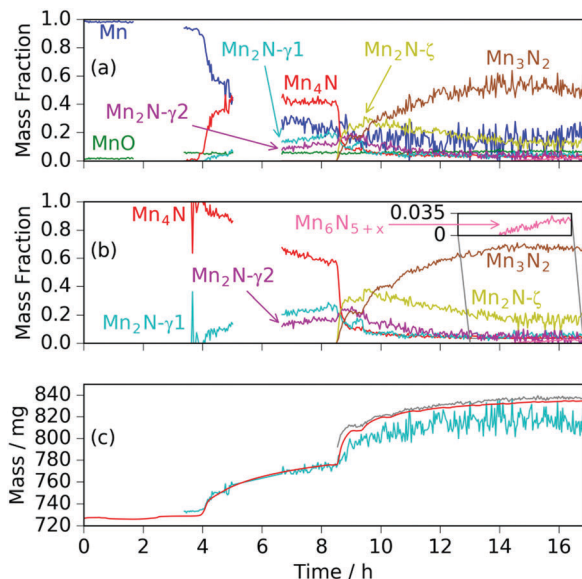 1.0
0.8
0.6
0.4
0.2
0.0
Mass Fraction
Mn
Mn₂N-γ1
Mn₂N-ζ
Mn₄N
Mn₃N₂
(a)
Mn₂N-γ2
MnO
1.0
0.8
0.6
0.4
0.2
0.0
Mass Fraction
(b)
Mn₄N
Mn₆N₅₊ₓ
0.035
0
Mn₃N₂
Mn₂N-γ2
Mn₂N-ζ
Mn₂N-γ1
840
820
800
780
760
740
720
Mass / mg
(c)
0 2 4 6 8 10 12 14 16
Time / h